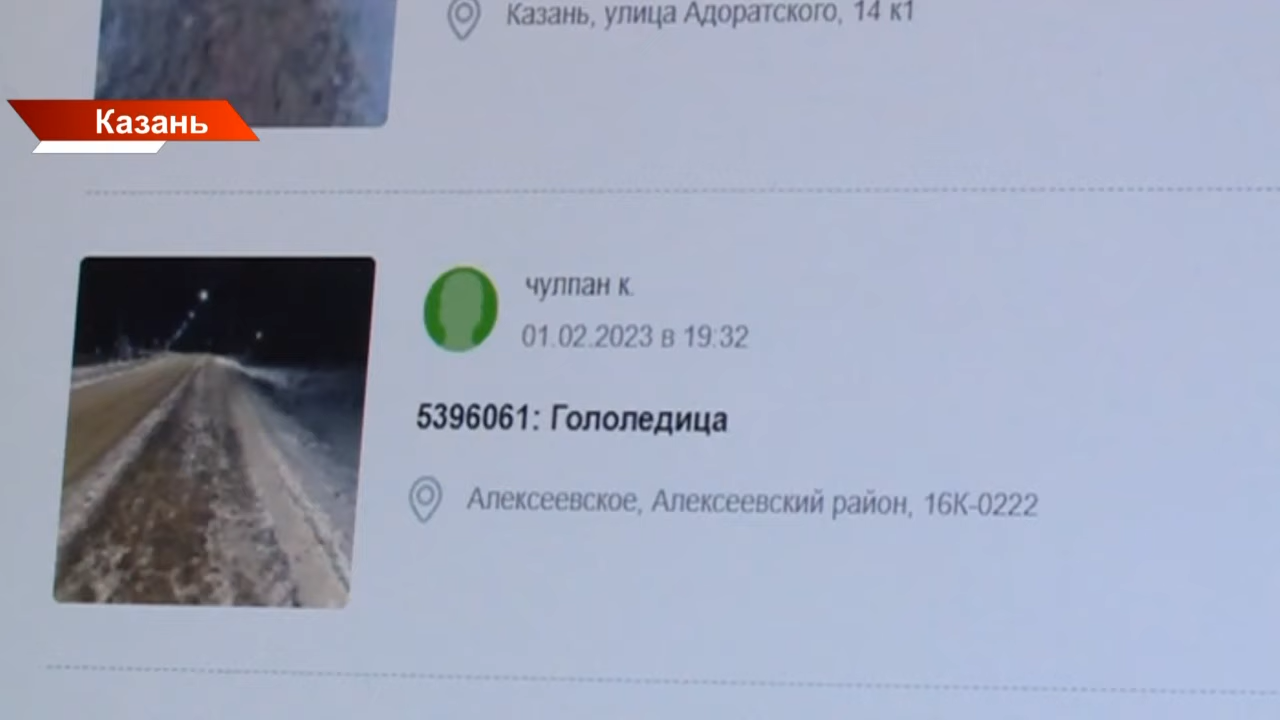 Казань, улица Адоратского, 14 к1
Казань
чулпан к.
01.02.2023 в 19:32
5396061: Гололедица
Алексеевское, Алексеевский район, 16К-0222